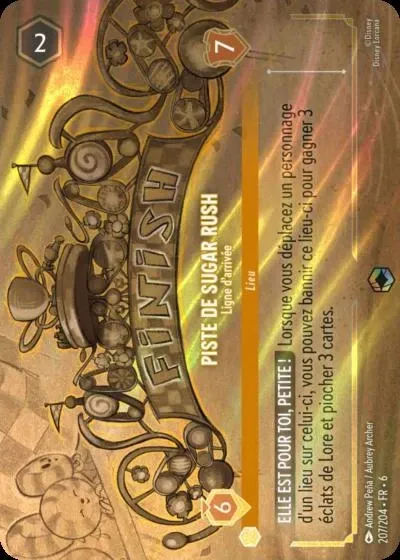 2
7
FINISH
6
PISTE DE SUGAR RUSH
Ligne d'arrivée
Lieu
ELLE EST POUR TOI, PETITE ! Lorsque vous déplacez un personnage
d'un lieu sur celui-ci, vous pouvez bannir ce lieu-ci pour gagner 3
éclats de Lore et piocher 3 cartes.
Andrew Peña / Aubrey Archer
207/204 • FR • 6
©Disney
Disney Lorcana